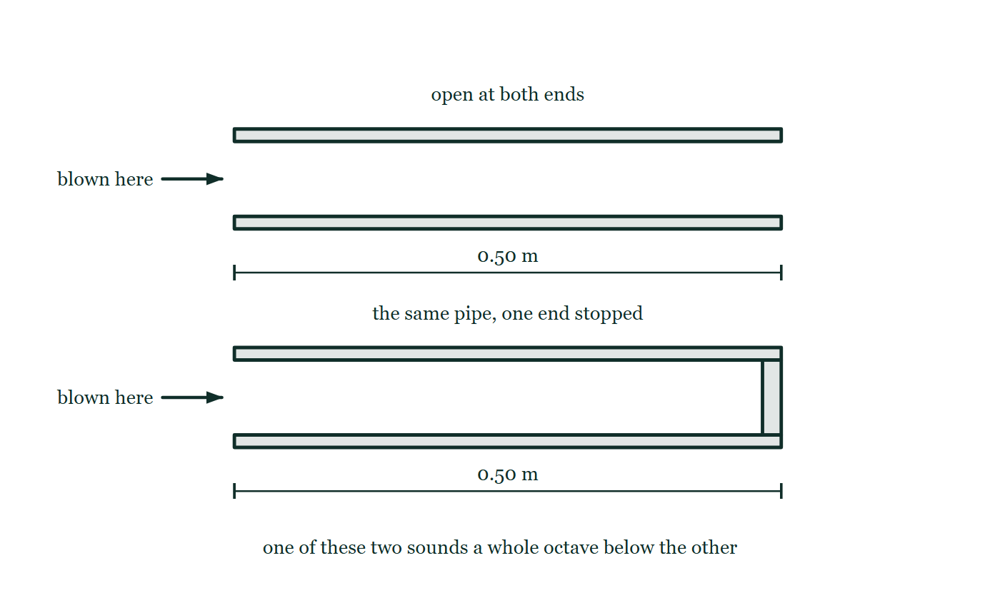 open at both ends
blown here
0.50 m
the same pipe, one end stopped
blown here
0.50 m
one of these two sounds a whole octave below the other